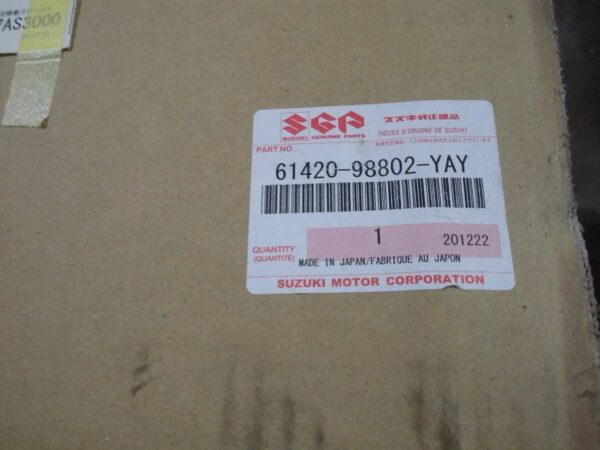 7AS3000
SGP
SUZUKI GENUINE PARTS
スズキ純正部品
PIÈCES D'ORIGINE DE SUZUKI
PART NO.
61420-98802-YAY
QUANTITY
(QUANTITÉ)
1
201222
MADE IN JAPAN/FABRIQUE AU JAPON
SUZUKI MOTOR CORPORATION